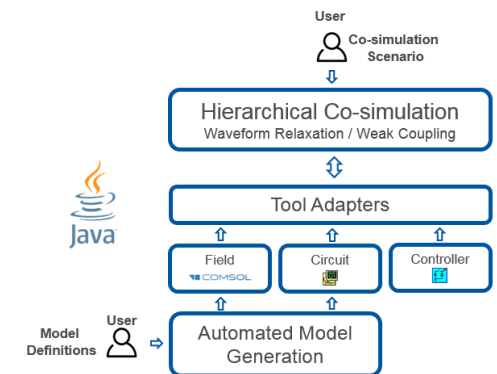 User
Co-simulation
Scenario
Hierarchical Co-simulation
Waveform Relaxation / Weak Coupling
Java
Tool Adapters
Field
COMSOL
Circuit
Controller
User
Model
Definitions
Automated Model
Generation